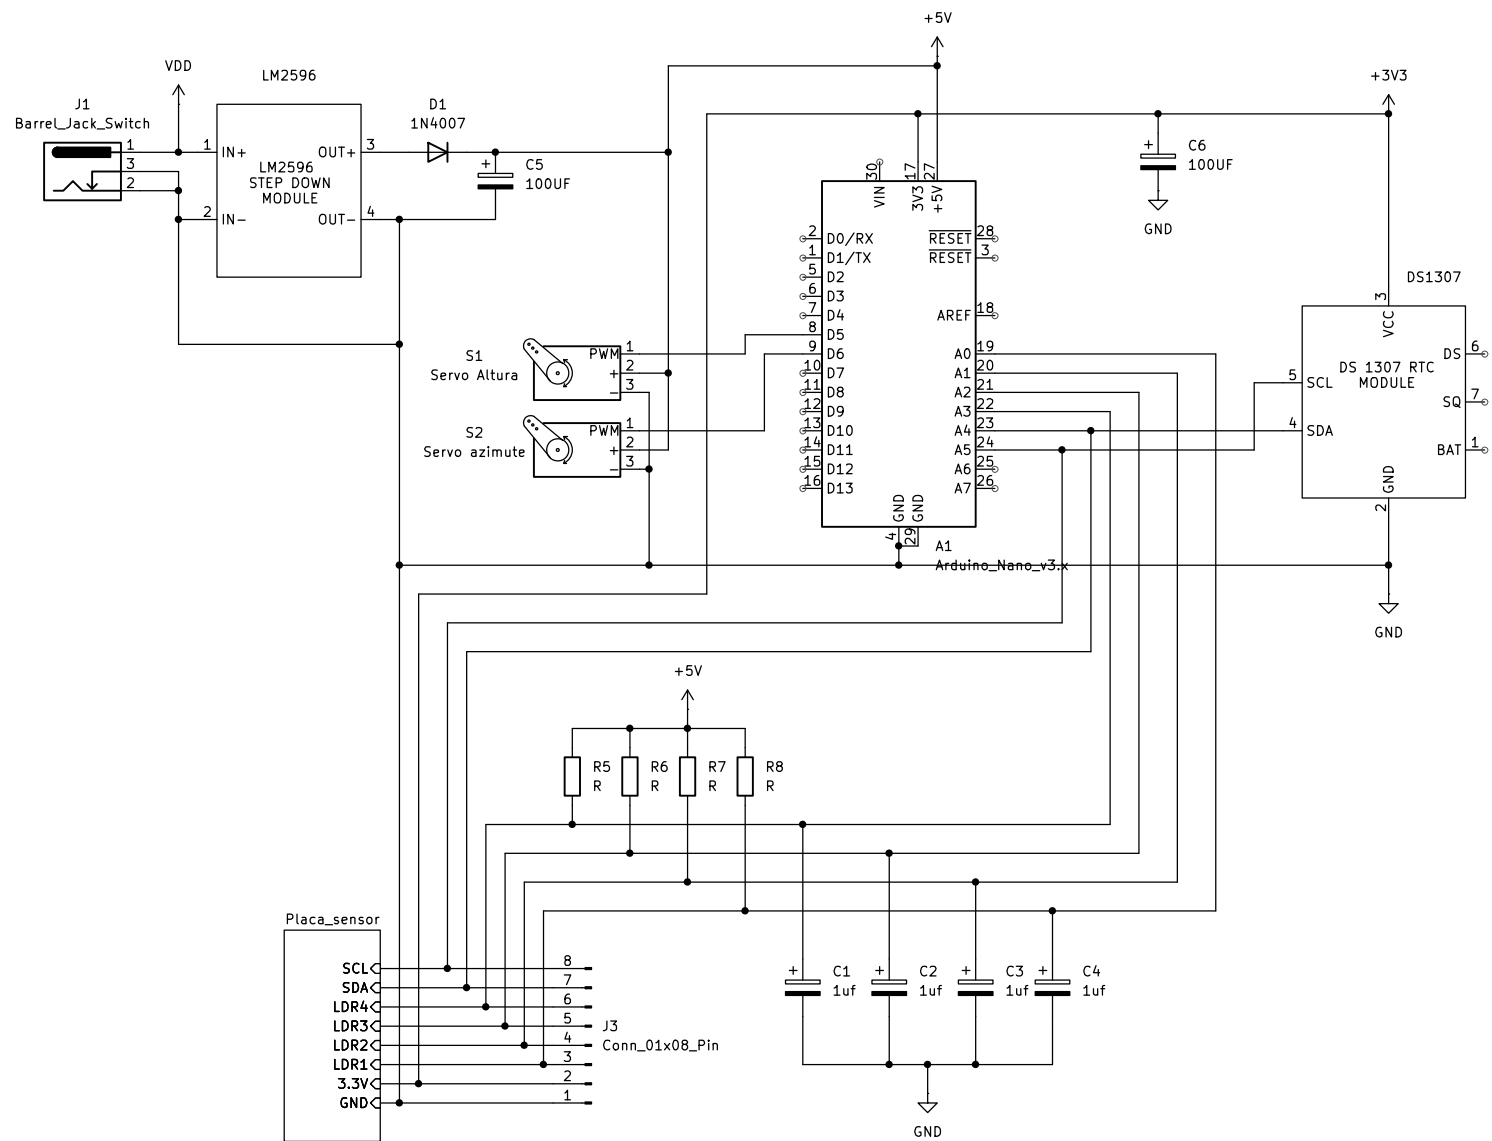 +5V
VDD
LM2596
+3V3
J1
Barrel_Jack_Switch
D1
1N4007
1
3
2
1
IN+
2
IN-
LM2596
STEP DOWN
MODULE
OUT+
3
OUT-
4
+
C5
100UF
+
C6
100UF
GND
30
VIN
17
3V3
27
+5V
2
D0/RX
1
D1/TX
5
D2
6
D3
7
D4
8
D5
9
D6
10
D7
11
D8
12
D9
13
D10
14
D11
15
D12
16
D13
RESET
28
RESET
3
AREF
18
A0
19
A1
20
A2
21
A3
22
A4
23
A5
24
A6
25
A7
26
GND
4
GND
29
A1
Arduino_Nano_v3.x
S1
Servo Altura
PWM
1
+
2
-
3
S2
Servo azimute
PWM
1
+
2
-
3
DS1307
3
VCC
DS 1307 RTC
MODULE
5
SCL
4
SDA
DS
6
SQ
7
BAT
1
GND
2
GND
+5V
R5
R
R6
R
R7
R
R8
R
Placa_sensor
SCL
8
SDA
7
LDR4
6
LDR3
5
LDR2
4
LDR1
3
3.3V
2
GND
1
J3
Conn_01x08_Pin
+
C1
1uf
+
C2
1uf
+
C3
1uf
+
C4
1uf
GND